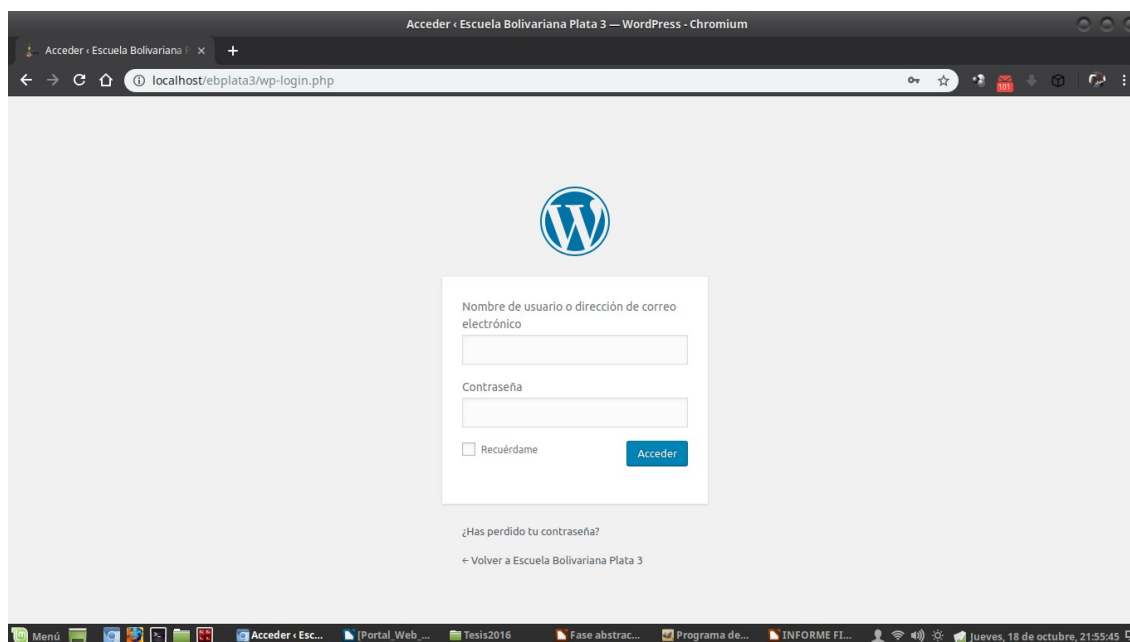 Acceder ‹ Escuela Bolivariana Plata 3 — WordPress - Chromium
Acceder ‹ Escuela Bolivariana P
localhost/ebplata3/wp-login.php
101
Nombre de usuario o dirección de correo
electrónico
Contraseña
Recuérdame
Acceder
¿Has perdido tu contraseña?
← Volver a Escuela Bolivariana Plata 3
Menú Acceder ‹ Esc... [Portal_Web_... Tesis2016 Fase abstrac... Programa de... INFORME FI... Jueves, 18 de octubre, 21:55:45